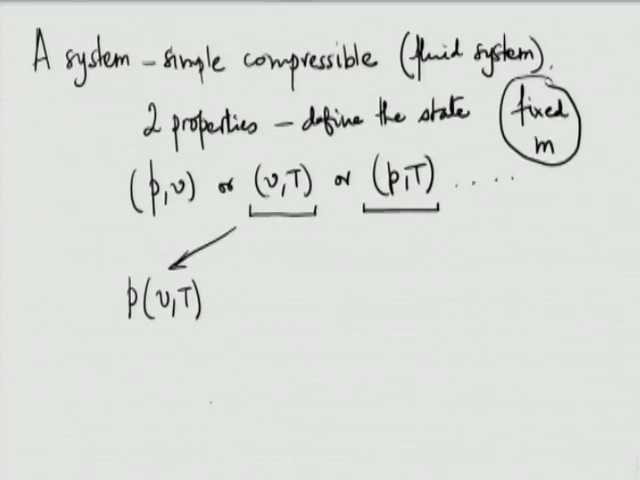 A system - simple compressible (fluid system).
2 properties - define the state fixed m
(p,v) or (v,T) or (p,T) .....
p(v,T)